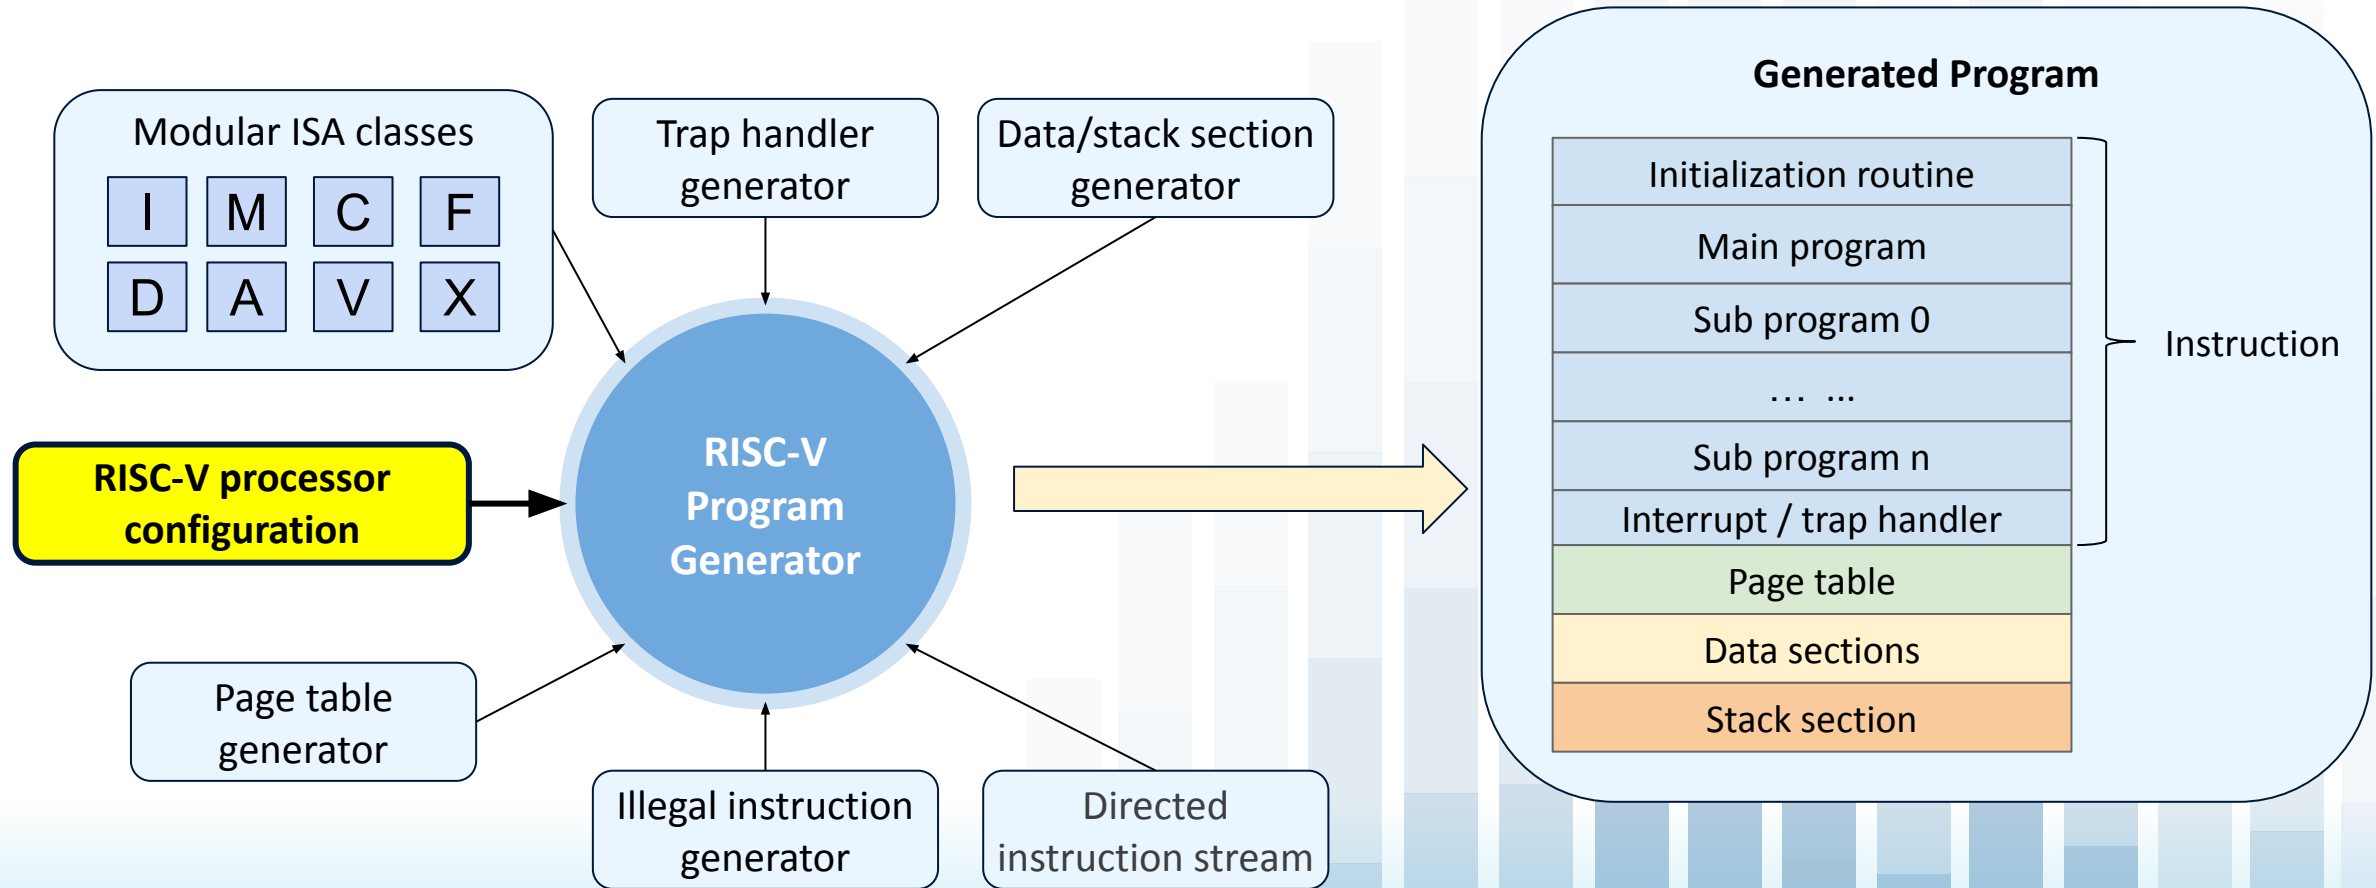 Modular ISA classes
I M C F
D A V X
Trap handler
generator
Data/stack section
generator
RISC-V processor
configuration
RISC-V
Program
Generator
Page table
generator
Illegal instruction
generator
Directed
instruction stream
Generated Program
Initialization routine
Main program
Sub program 0
... ...
Sub program n
Interrupt / trap handler
Page table
Data sections
Stack section
Instruction